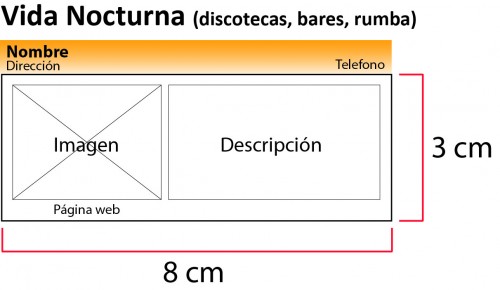 Vida Nocturna (discotecas, bares, rumba)
Nombre
Dirección
Telefono
Imagen
Descripción
3 cm
Página web
8 cm